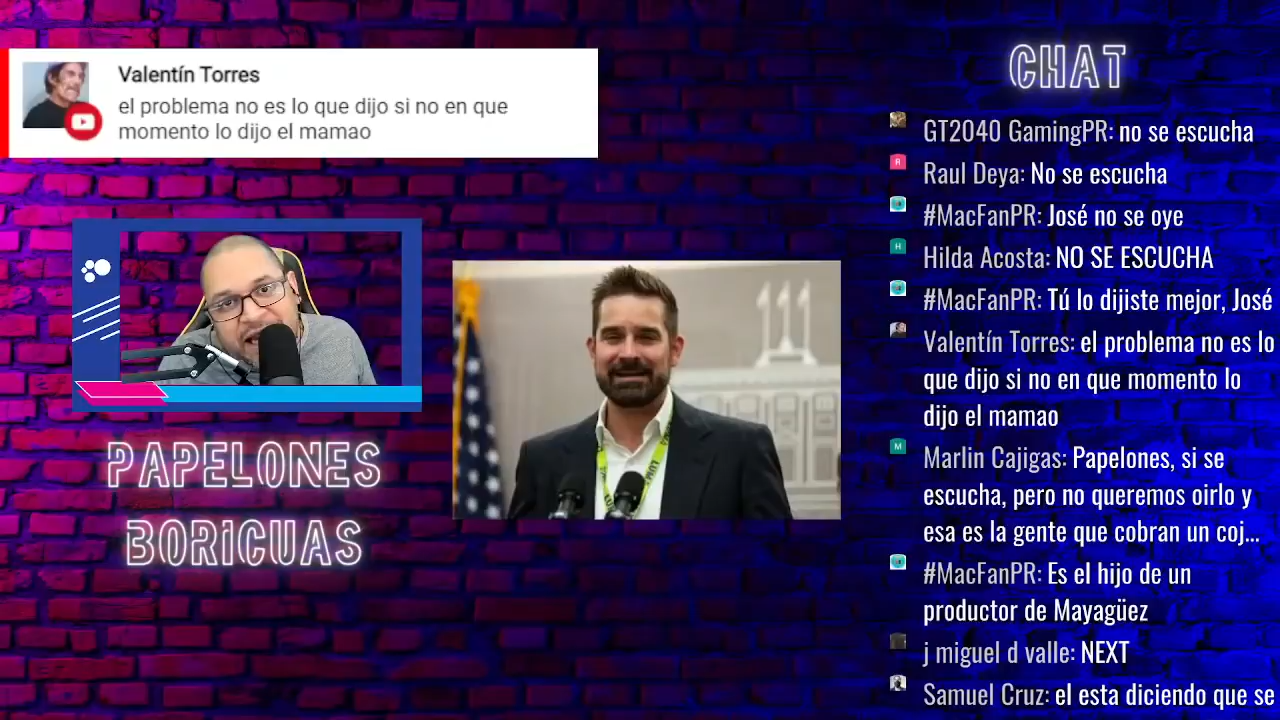 Valentín Torres
el problema no es lo que dijo si no en que
momento lo dijo el mamao
PAPELONES
BORICUAS
CHAT
GT2040 GamingPR: no se escucha
R
Raul Deya: No se escucha
#MacFanPR: José no se oye
H
Hilda Acosta: NO SE ESCUCHA
#MacFanPR: Tú lo dijiste mejor, José
Valentín Torres: el problema no es lo
que dijo si no en que momento lo
dijo el mamao
M
Marlin Cajigas: Papelones, si se
escucha, pero no queremos oirlo y
esa es la gente que cobran un coj...
#MacFanPR: Es el hijo de un
productor de Mayagüez
j miguel d valle: NEXT
Samuel Cruz: el esta diciendo que se